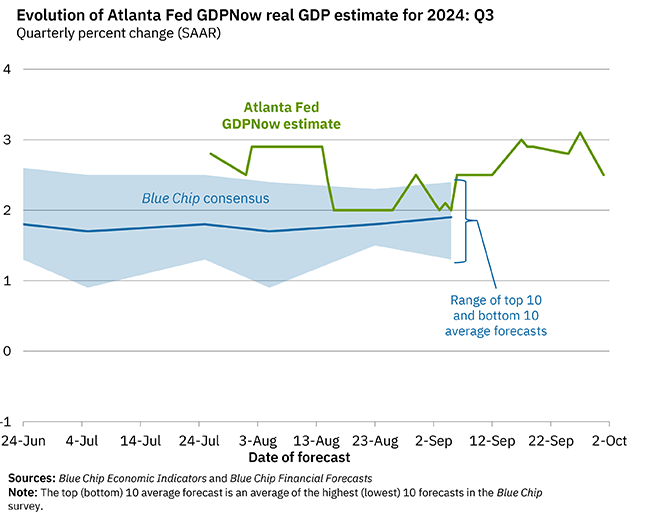 Evolution of Atlanta Fed GDPNow real GDP estimate for 2024: Q3
Quarterly percent change (SAAR)
4
3
2
1
0
-1
Atlanta Fed
GDPNow estimate
Blue Chip consensus
Range of top 10
and bottom 10
average forecasts
24-Jun 4-Jul 14-Jul 24-Jul 3-Aug 13-Aug 23-Aug 2-Sep 12-Sep 22-Sep 2-Oct
Date of forecast
Sources: Blue Chip Economic Indicators and Blue Chip Financial Forecasts
Note: The top (bottom) 10 average forecast is an average of the highest (lowest) 10 forecasts in the Blue Chip
survey.